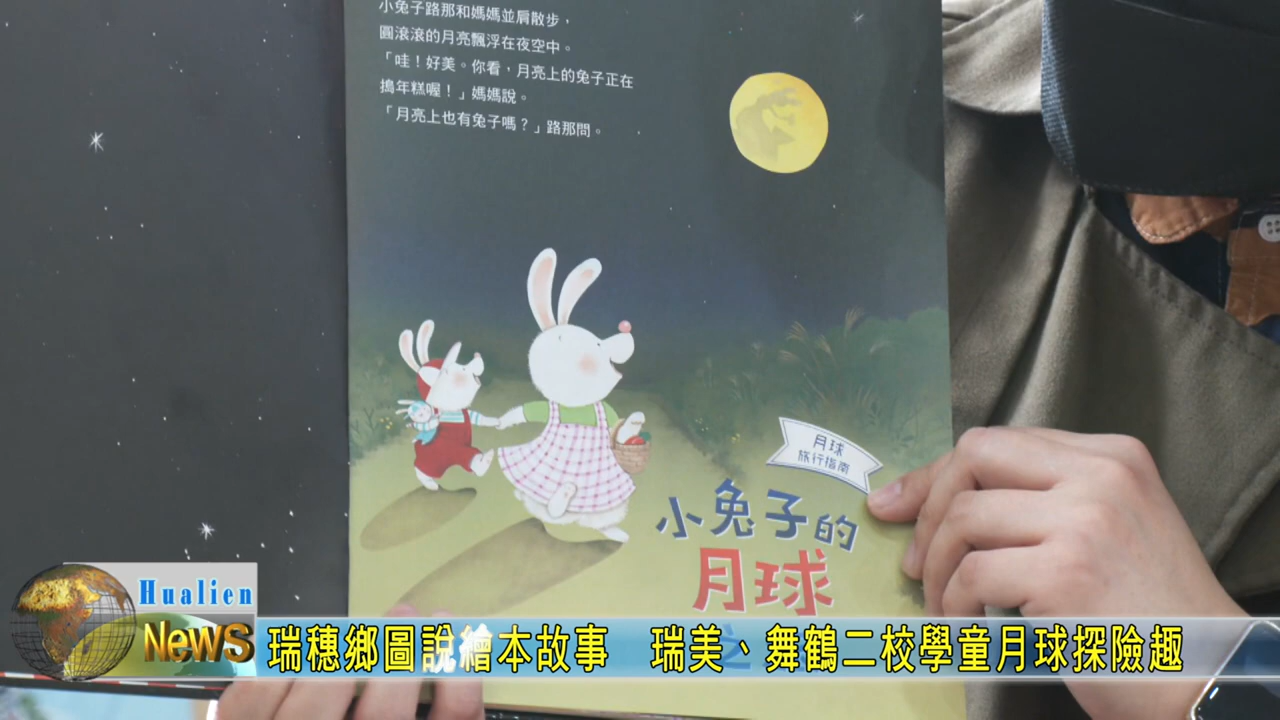 小兔子路那和媽媽並肩散步，
圓滾滾的月亮飄浮在夜空中。
「哇！好美。你看，月亮上的兔子正在
搗年糕喔！」媽媽說。
「月亮上也有兔子嗎？」路那問。
月球
旅行指南
小兔子的
月球
之
Hualien
News
瑞穗鄉圖說繪本故事　瑞美、舞鶴二校學童月球探險趣